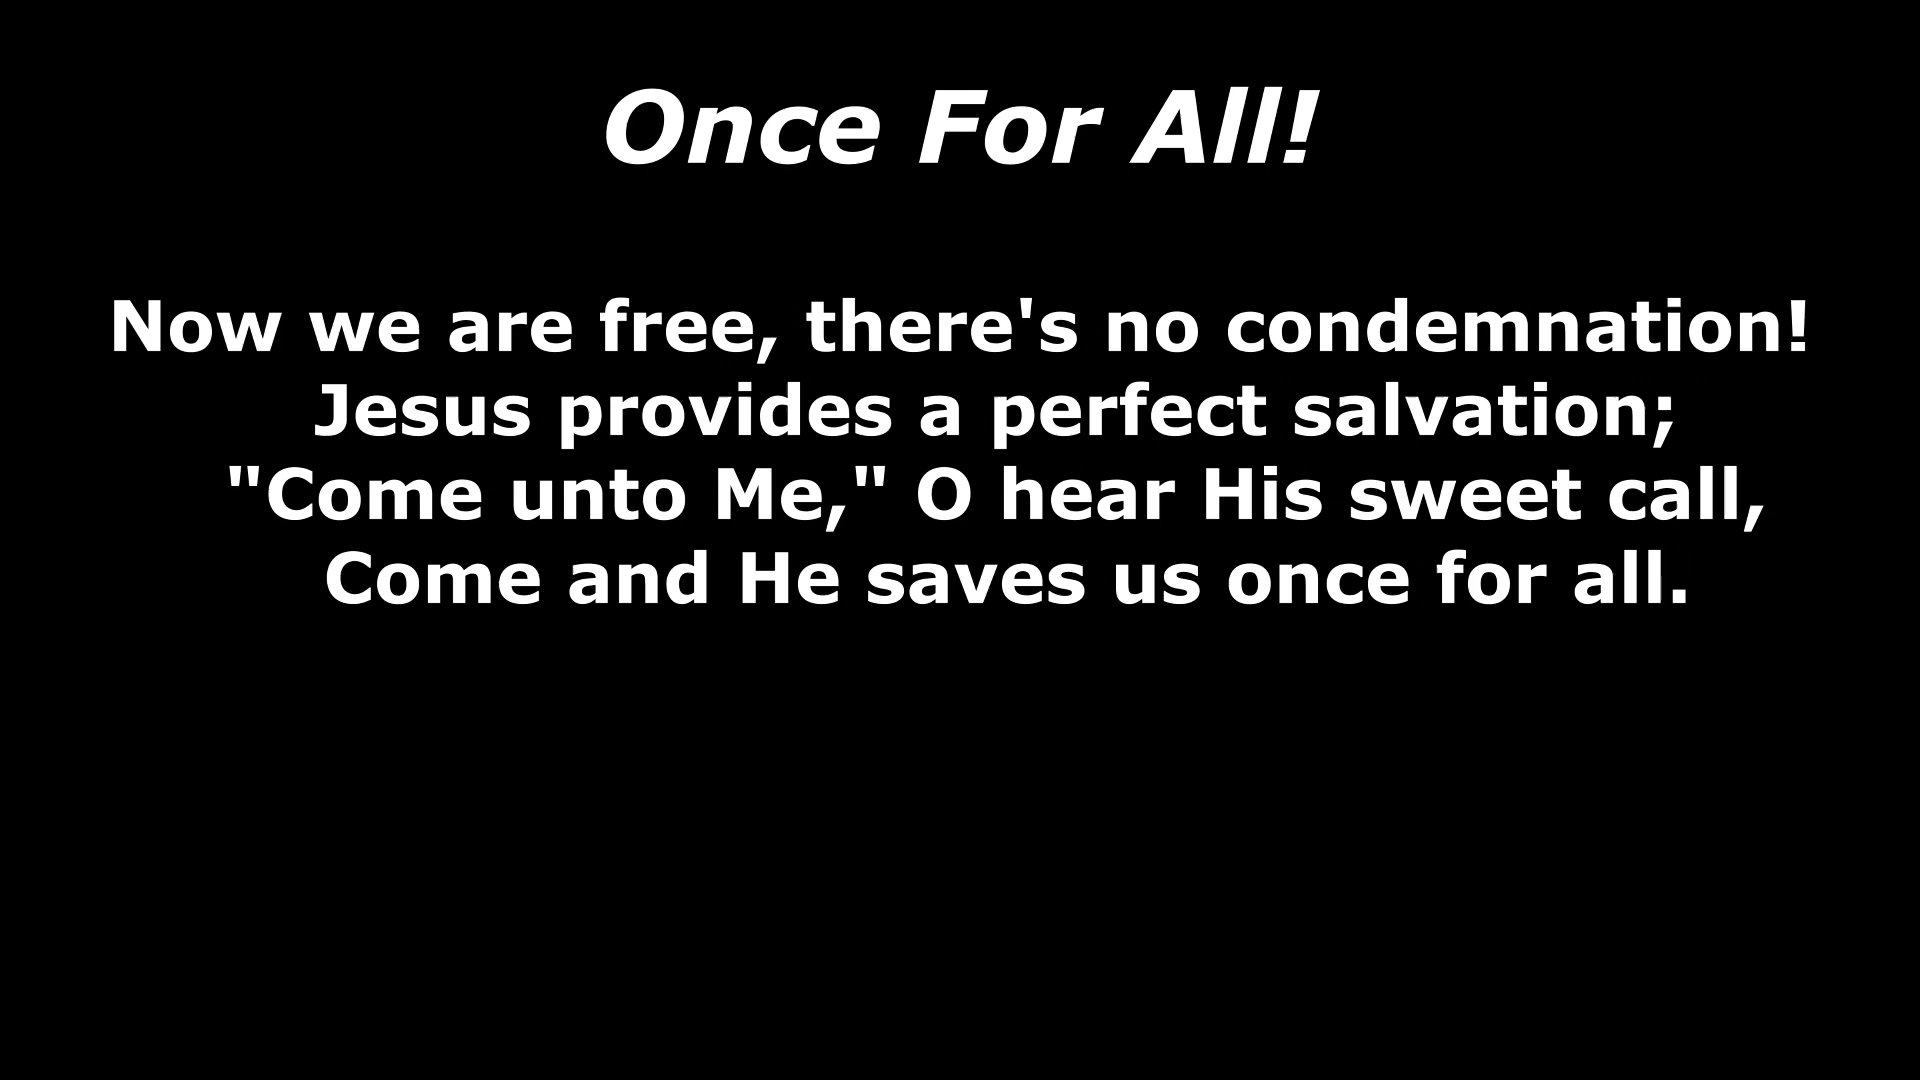 Once For All!
Now we are free, there's no condemnation!
Jesus provides a perfect salvation;
"Come unto Me," O hear His sweet call,
Come and He saves us once for all.